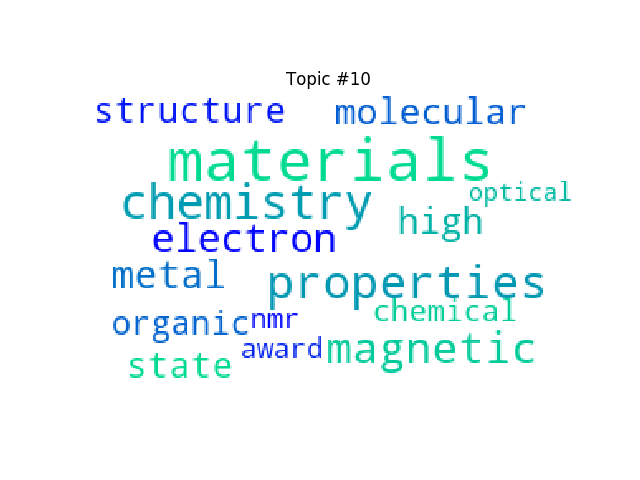 Topic #10
structure molecular
materials
optical
chemistry
high
electron
metal
properties
chemical
organic nmr
award magnetic
state